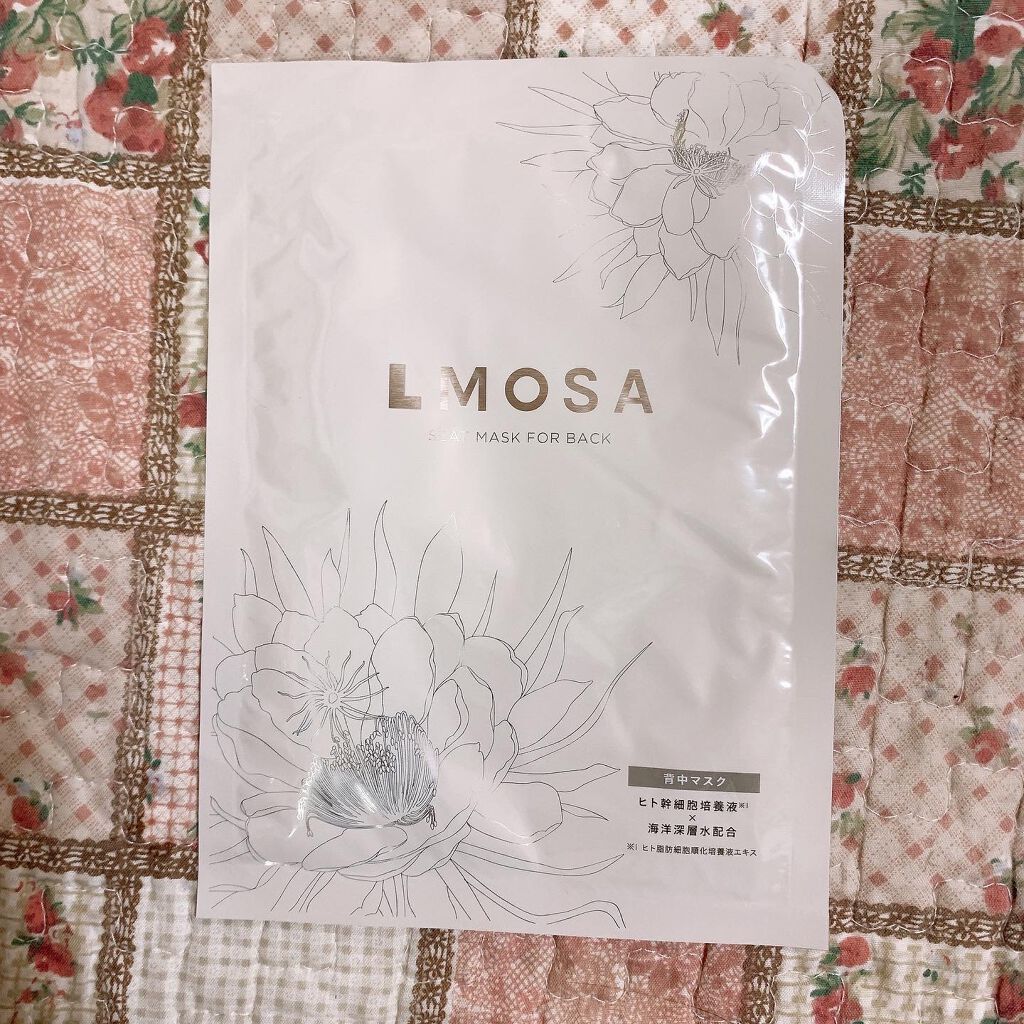 LMOSA
SEAT MASK FOR BACK
背中マスク
ヒト幹細胞培養液※1
×
海洋深層水配合
※1 ヒト脂肪細胞順化培養液エキス